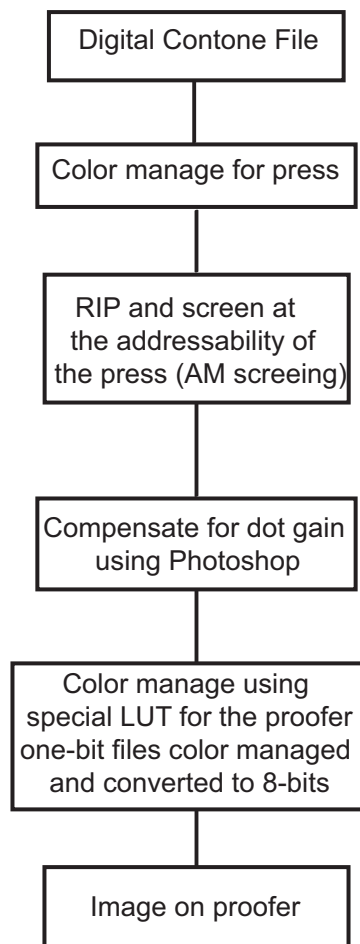 Digital Contone File
Color manage for press
RIP and screen at
the addressability of
the press (AM screeing)
Compensate for dot gain
using Photoshop
Color manage using
special LUT for the proofer
one-bit files color managed
and converted to 8-bits
Image on proofer